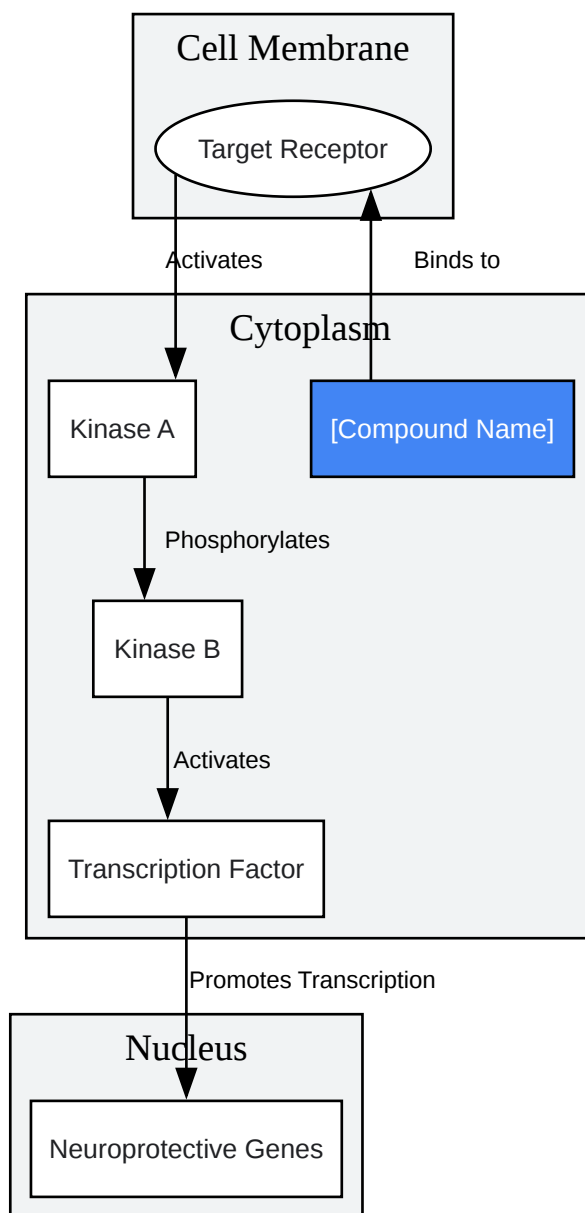 Cell Membrane
Target Receptor
Activates
Binds to
Cytoplasm
Kinase A
[Compound Name]
Phosphorylates
Kinase B
Activates
Transcription Factor
Promotes Transcription
Nucleus
Neuroprotective Genes